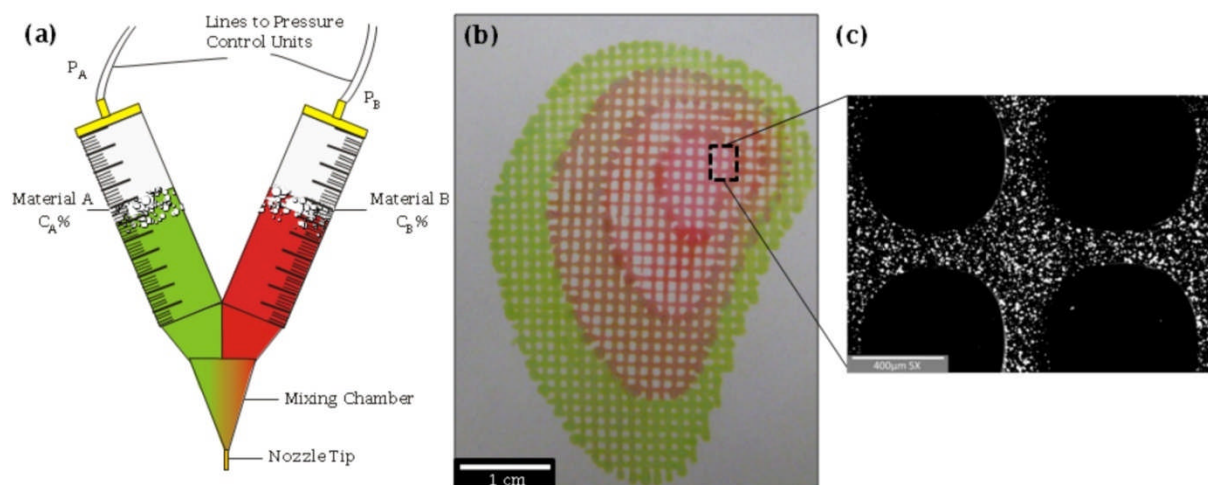 (a)
Lines to Pressure
Control Units
P_A
P_B
Material A
C_A%
Material B
C_B%
Mixing Chamber
Nozzle Tip
(b)
1 cm
(c)
400μm 5X